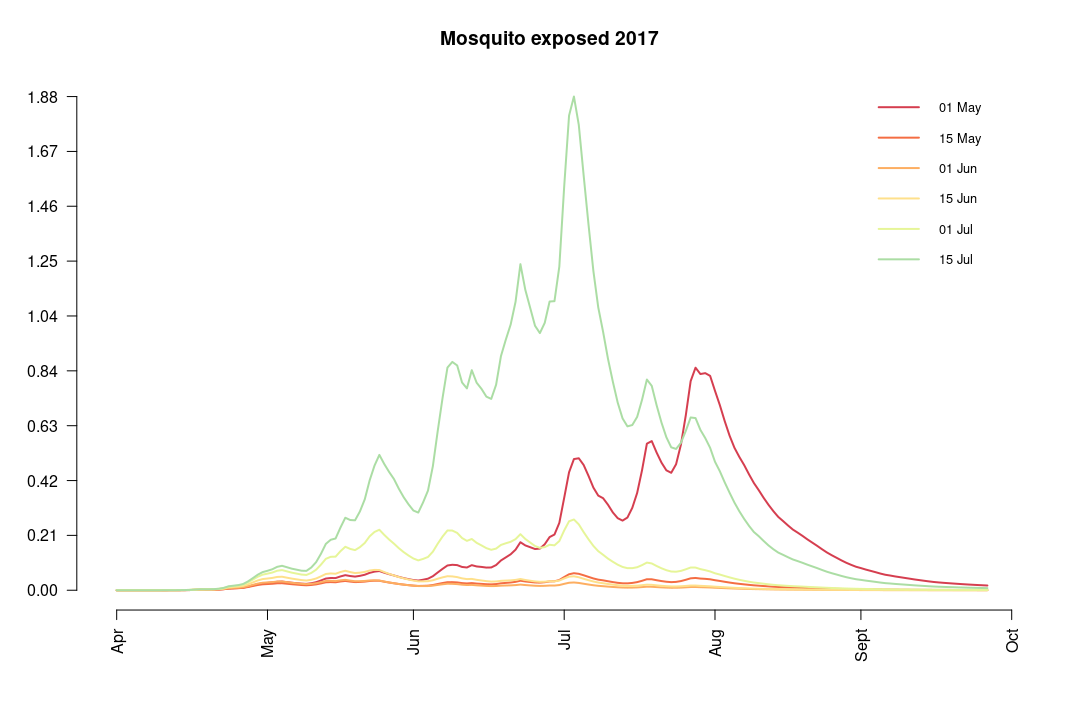 Mosquito exposed 2017
1.88
1.67
1.46
1.25
1.04
0.84
0.63
0.42
0.21
0.00
01 May
15 May
01 Jun
15 Jun
01 Jul
15 Jul
Apr
May
Jun
Jul
Aug
Sept
Oct